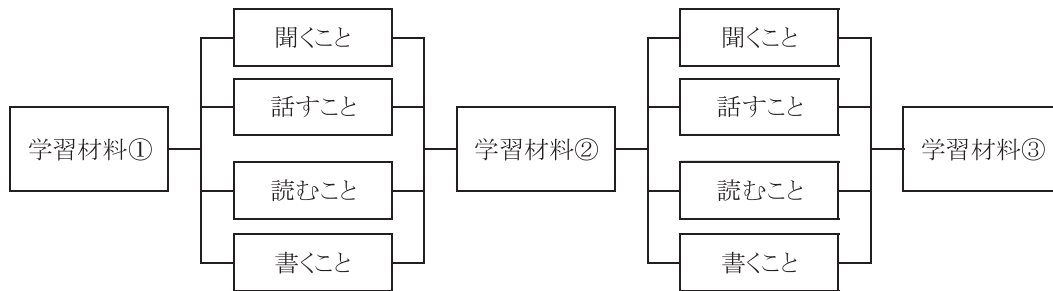 学習材料①
聞くこと
話すこと
読むこと
書くこと
学習材料②
聞くこと
話すこと
読むこと
書くこと
学習材料③